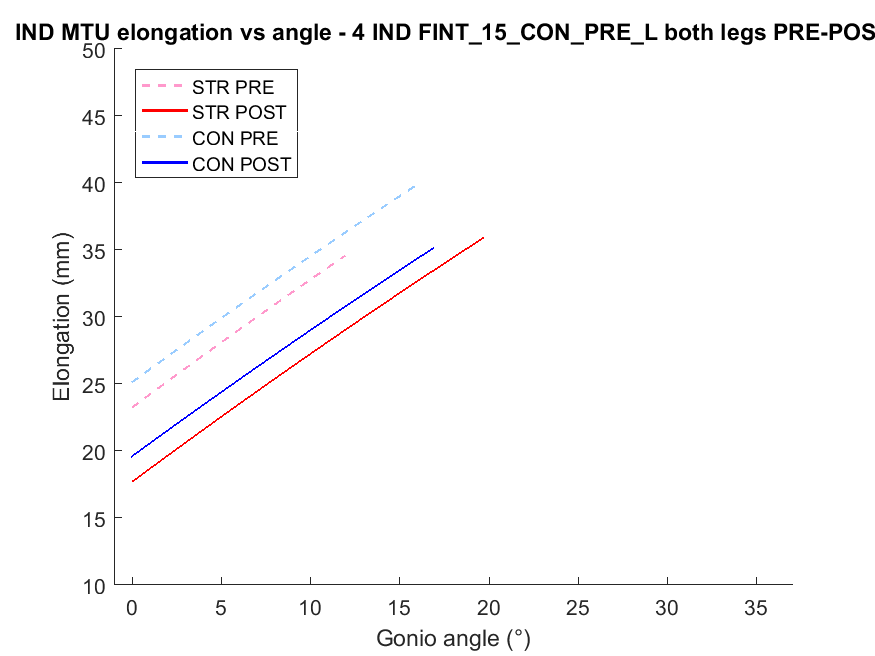 IND MTU elongation vs angle - 4 IND FINT_15_CON_PRE_L both legs PRE-POS
50
45
40
35
30
25
20
15
10
Elongation (mm)
STR PRE
STR POST
CON PRE
CON POST
0 5 10 15 20 25 30 35
Gonio angle (°)